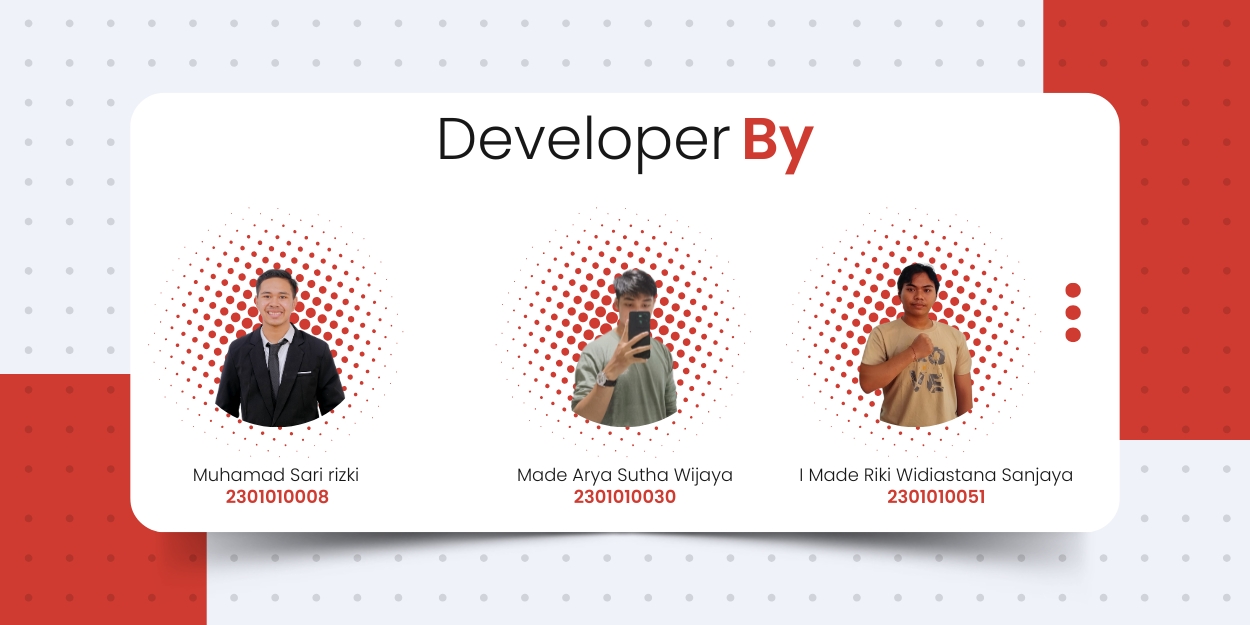 Developer By
Muhamad Sari rizki
2301010008
Made Arya Sutha Wijaya
2301010030
I Made Riki Widiastana Sanjaya
2301010051